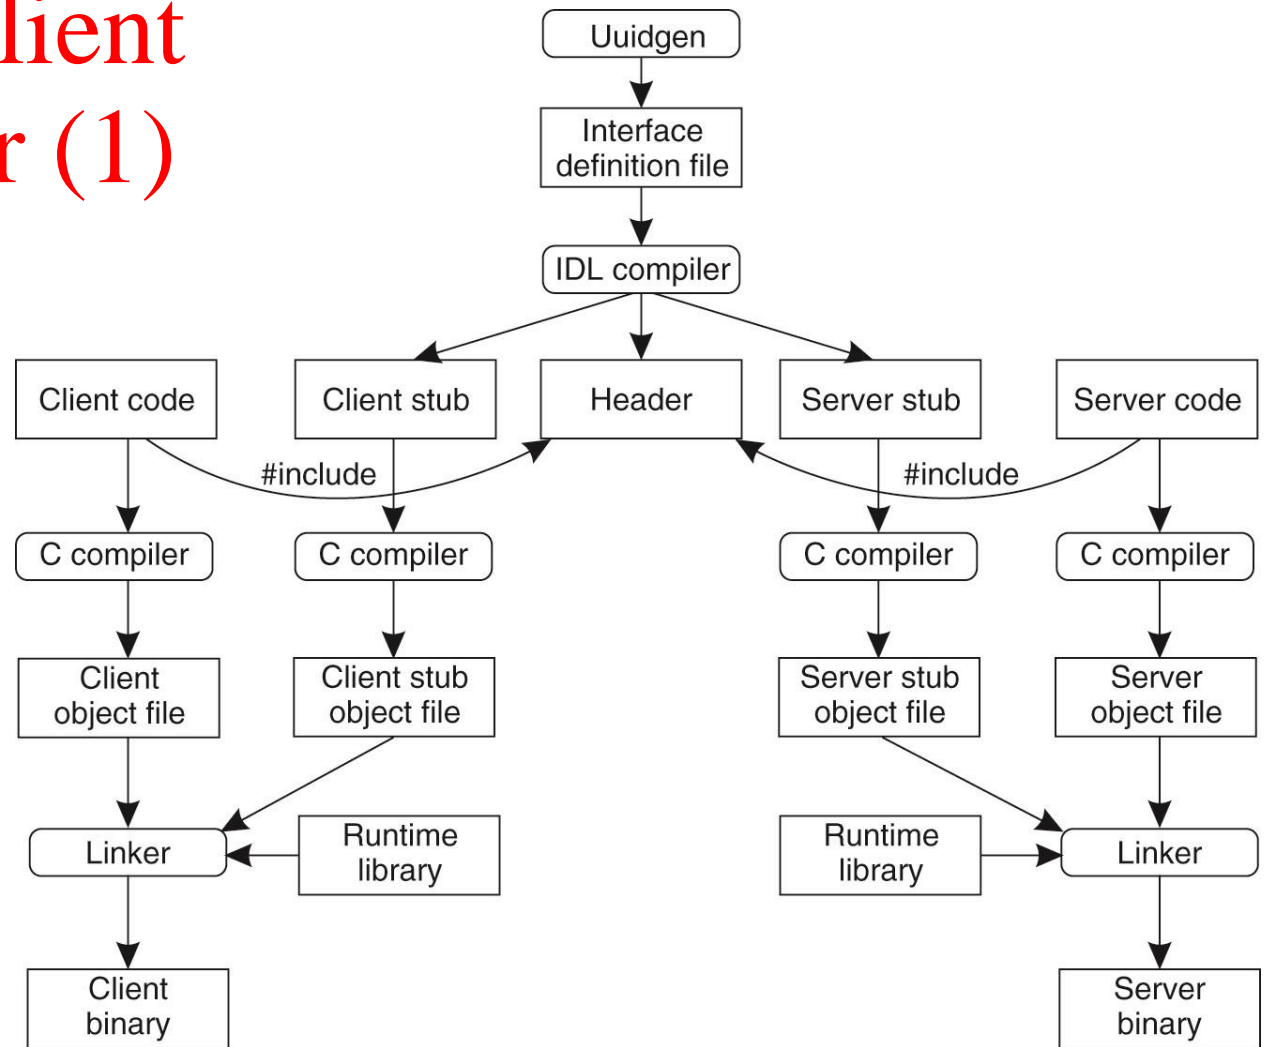 lient
r (1)
Uuidgen
Interface
definition file
IDL compiler
Client code
Client stub
Header
Server stub
Server code
#include
#include
C compiler
C compiler
C compiler
C compiler
Client
object file
Client stub
object file
Server stub
object file
Server
object file
Linker
Runtime
library
Runtime
library
Linker
Client
binary
Server
binary